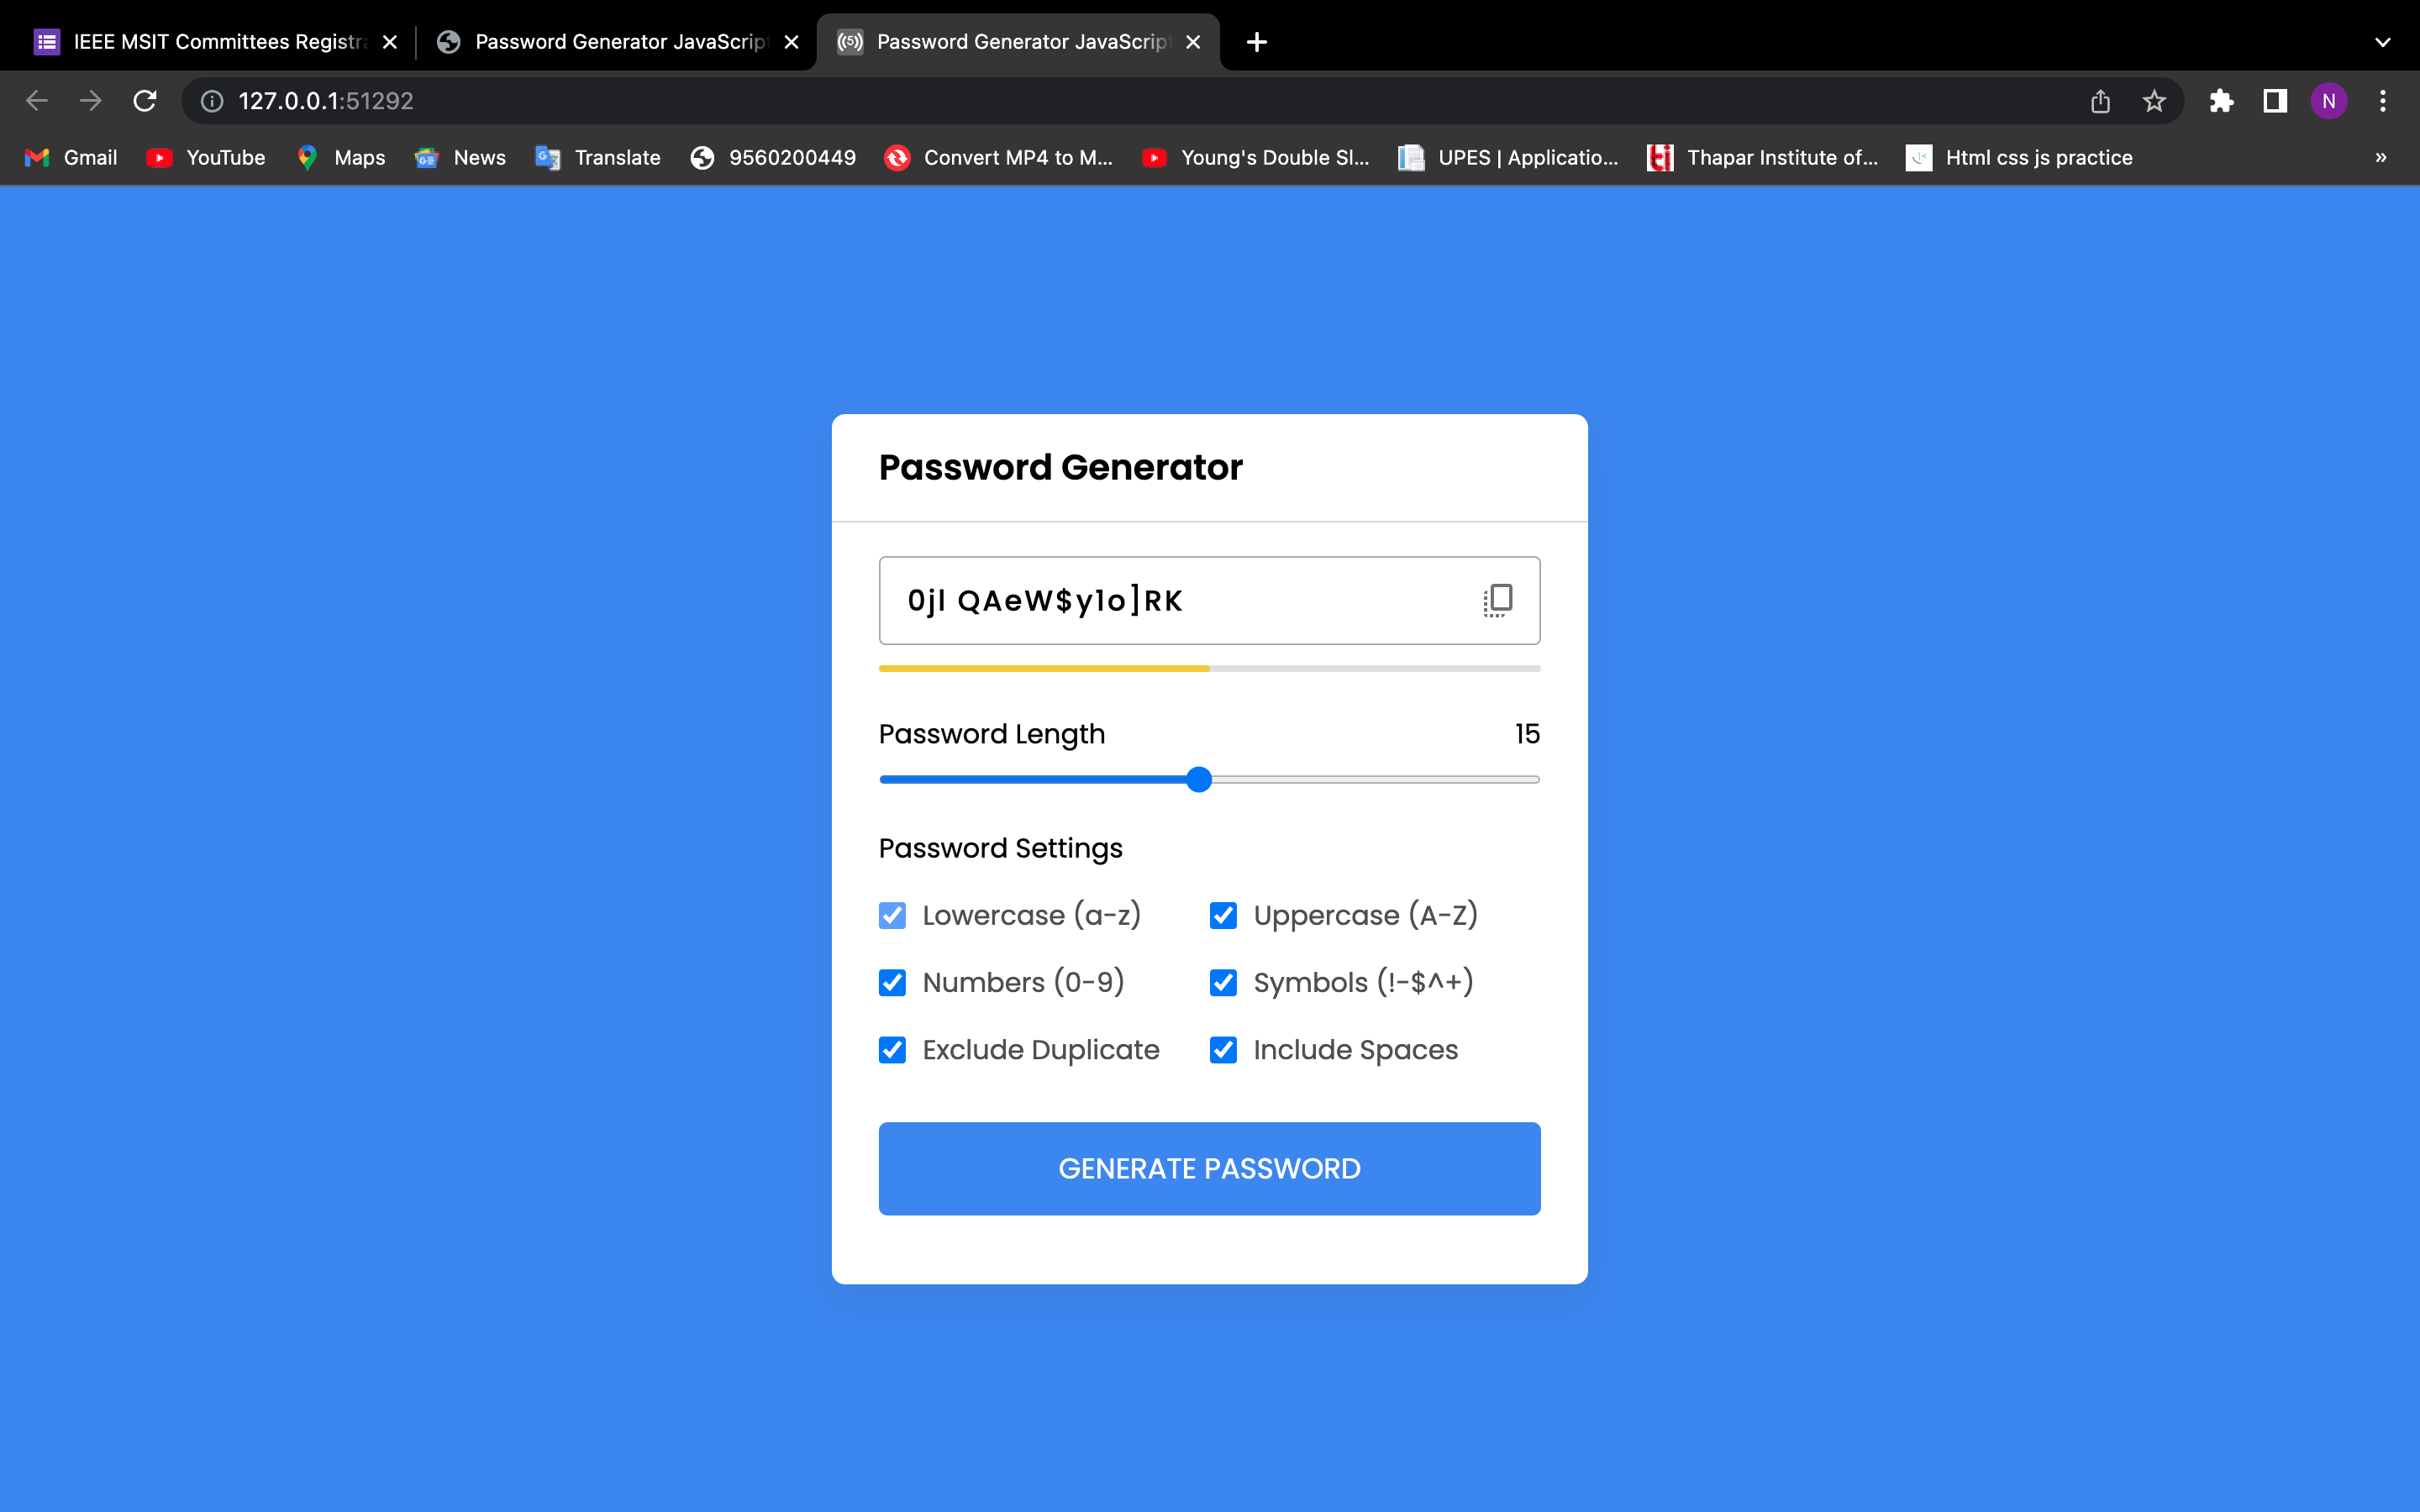 IEEE MSIT Committees Registra
Password Generator JavaScrip
Password Generator JavaScrip
127.0.0.1:51292
N
Gmail
YouTube
Maps
News
Translate
9560200449
Convert MP4 to M...
Young's Double Sl...
UPES | Applicatio...
Thapar Institute of...
Html css js practice
»
Password Generator
0jl QAeW$y1o]RK
Password Length 15
Password Settings
Lowercase (a-z) Uppercase (A-Z)
Numbers (0-9) Symbols (!-$^+)
Exclude Duplicate Include Spaces
GENERATE PASSWORD